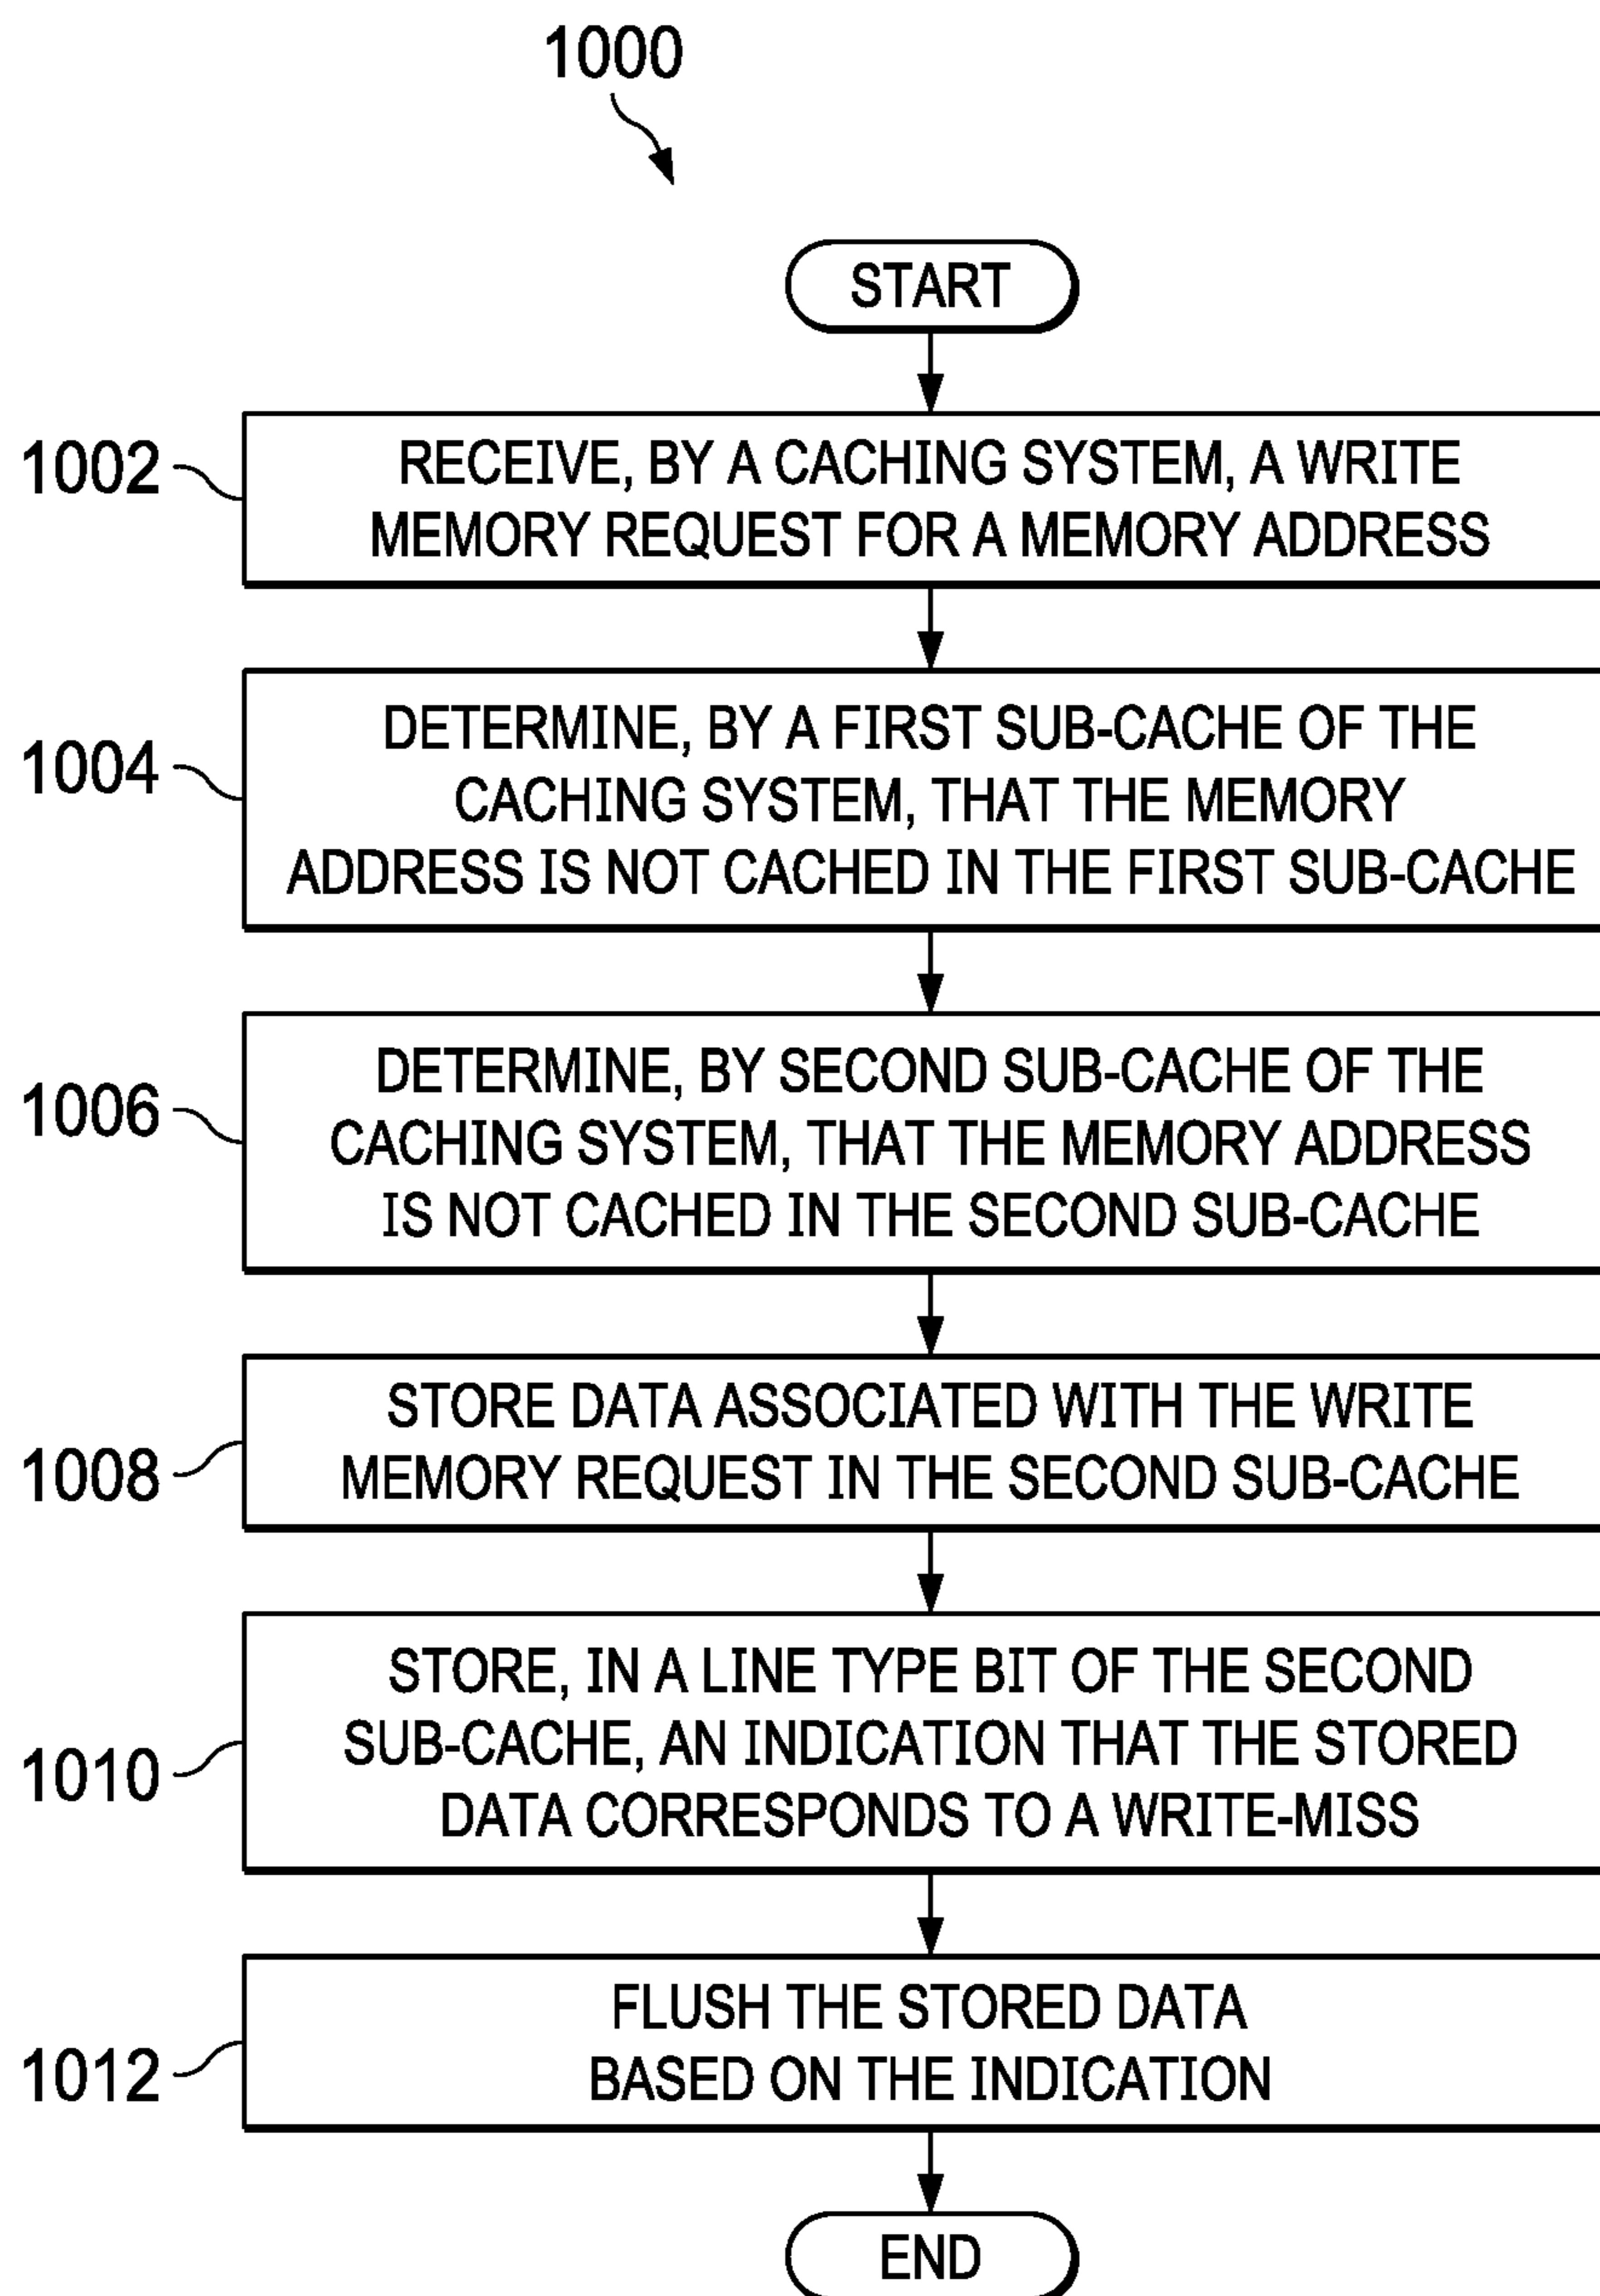 1000
START
1002
RECEIVE, BY A CACHING SYSTEM, A WRITE
MEMORY REQUEST FOR A MEMORY ADDRESS
1004
DETERMINE, BY A FIRST SUB-CACHE OF THE
CACHING SYSTEM, THAT THE MEMORY
ADDRESS IS NOT CACHED IN THE FIRST SUB-CACHE
1006
DETERMINE, BY SECOND SUB-CACHE OF THE
CACHING SYSTEM, THAT THE MEMORY ADDRESS
IS NOT CACHED IN THE SECOND SUB-CACHE
1008
STORE DATA ASSOCIATED WITH THE WRITE
MEMORY REQUEST IN THE SECOND SUB-CACHE
1010
STORE, IN A LINE TYPE BIT OF THE SECOND
SUB-CACHE, AN INDICATION THAT THE STORED
DATA CORRESPONDS TO A WRITE-MISS
1012
FLUSH THE STORED DATA
BASED ON THE INDICATION
END